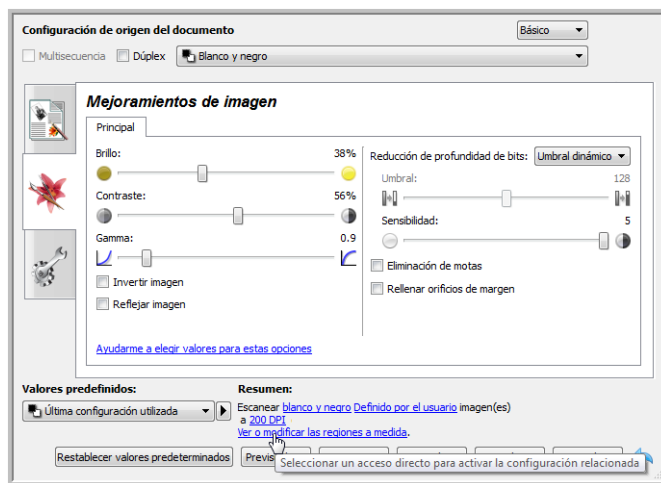 Configuración de origen del documento
Básico
Multisecuencia
Dúplex
Blanco y negro
Mejoramientos de imagen
Principal
Brillo:
38%
Contraste:
56%
Gamma:
0.9
Invertir imagen
Reflejar imagen
Reducción de profundidad de bits:
Umbral dinámico
Umbral:
128
Sensibilidad:
5
Eliminación de motas
Rellenar orificios de margen
Ayudarme a elegir valores para estas opciones
Valores predefinidos:
Última configuración utilizada
Resumen:
Escanear blanco y negro Definido por el usuario imagen(es)
a 200 DPI
Ver o modificar las regiones a medida.
Restablecer valores predeterminados
Seleccionar un acceso directo para activar la configuración relacionada